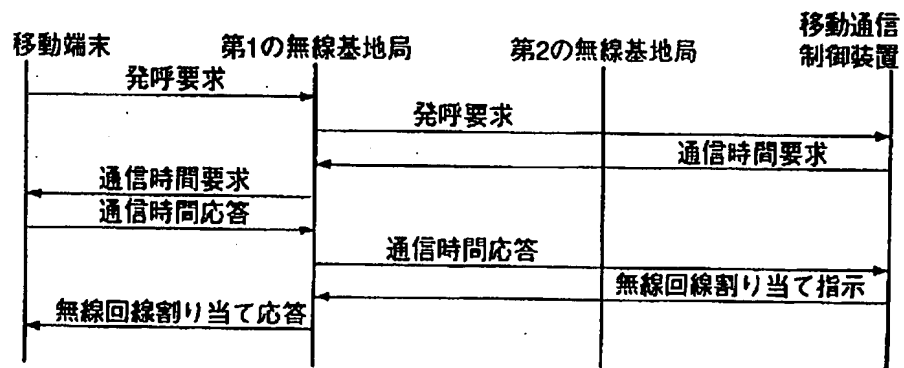 移動端末
第1の無線基地局
第2の無線基地局
移動通信
制御装置
発呼要求
発呼要求
通信時間要求
通信時間要求
通信時間応答
通信時間応答
無線回線割り当て指示
無線回線割り当て応答